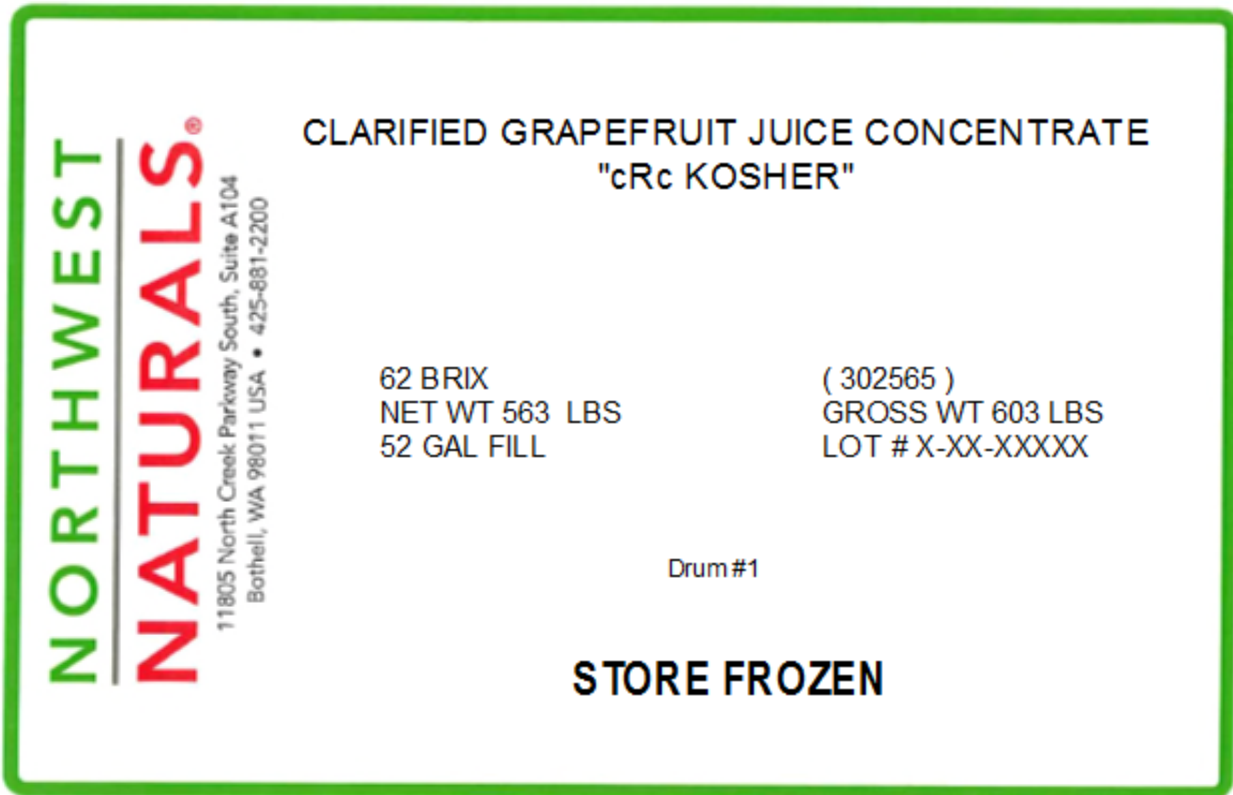 NORTHWEST
NATURALS®
11805 North Creek Parkway South, Suite A104
Bothell, WA 98011 USA • 425-881-2200
CLARIFIED GRAPEFRUIT JUICE CONCENTRATE
"cRc KOSHER"
62 BRIX
NET WT 563 LBS
52 GAL FILL
( 302565 )
GROSS WT 603 LBS
LOT # X-XX-XXXXX
Drum #1
STORE FROZEN